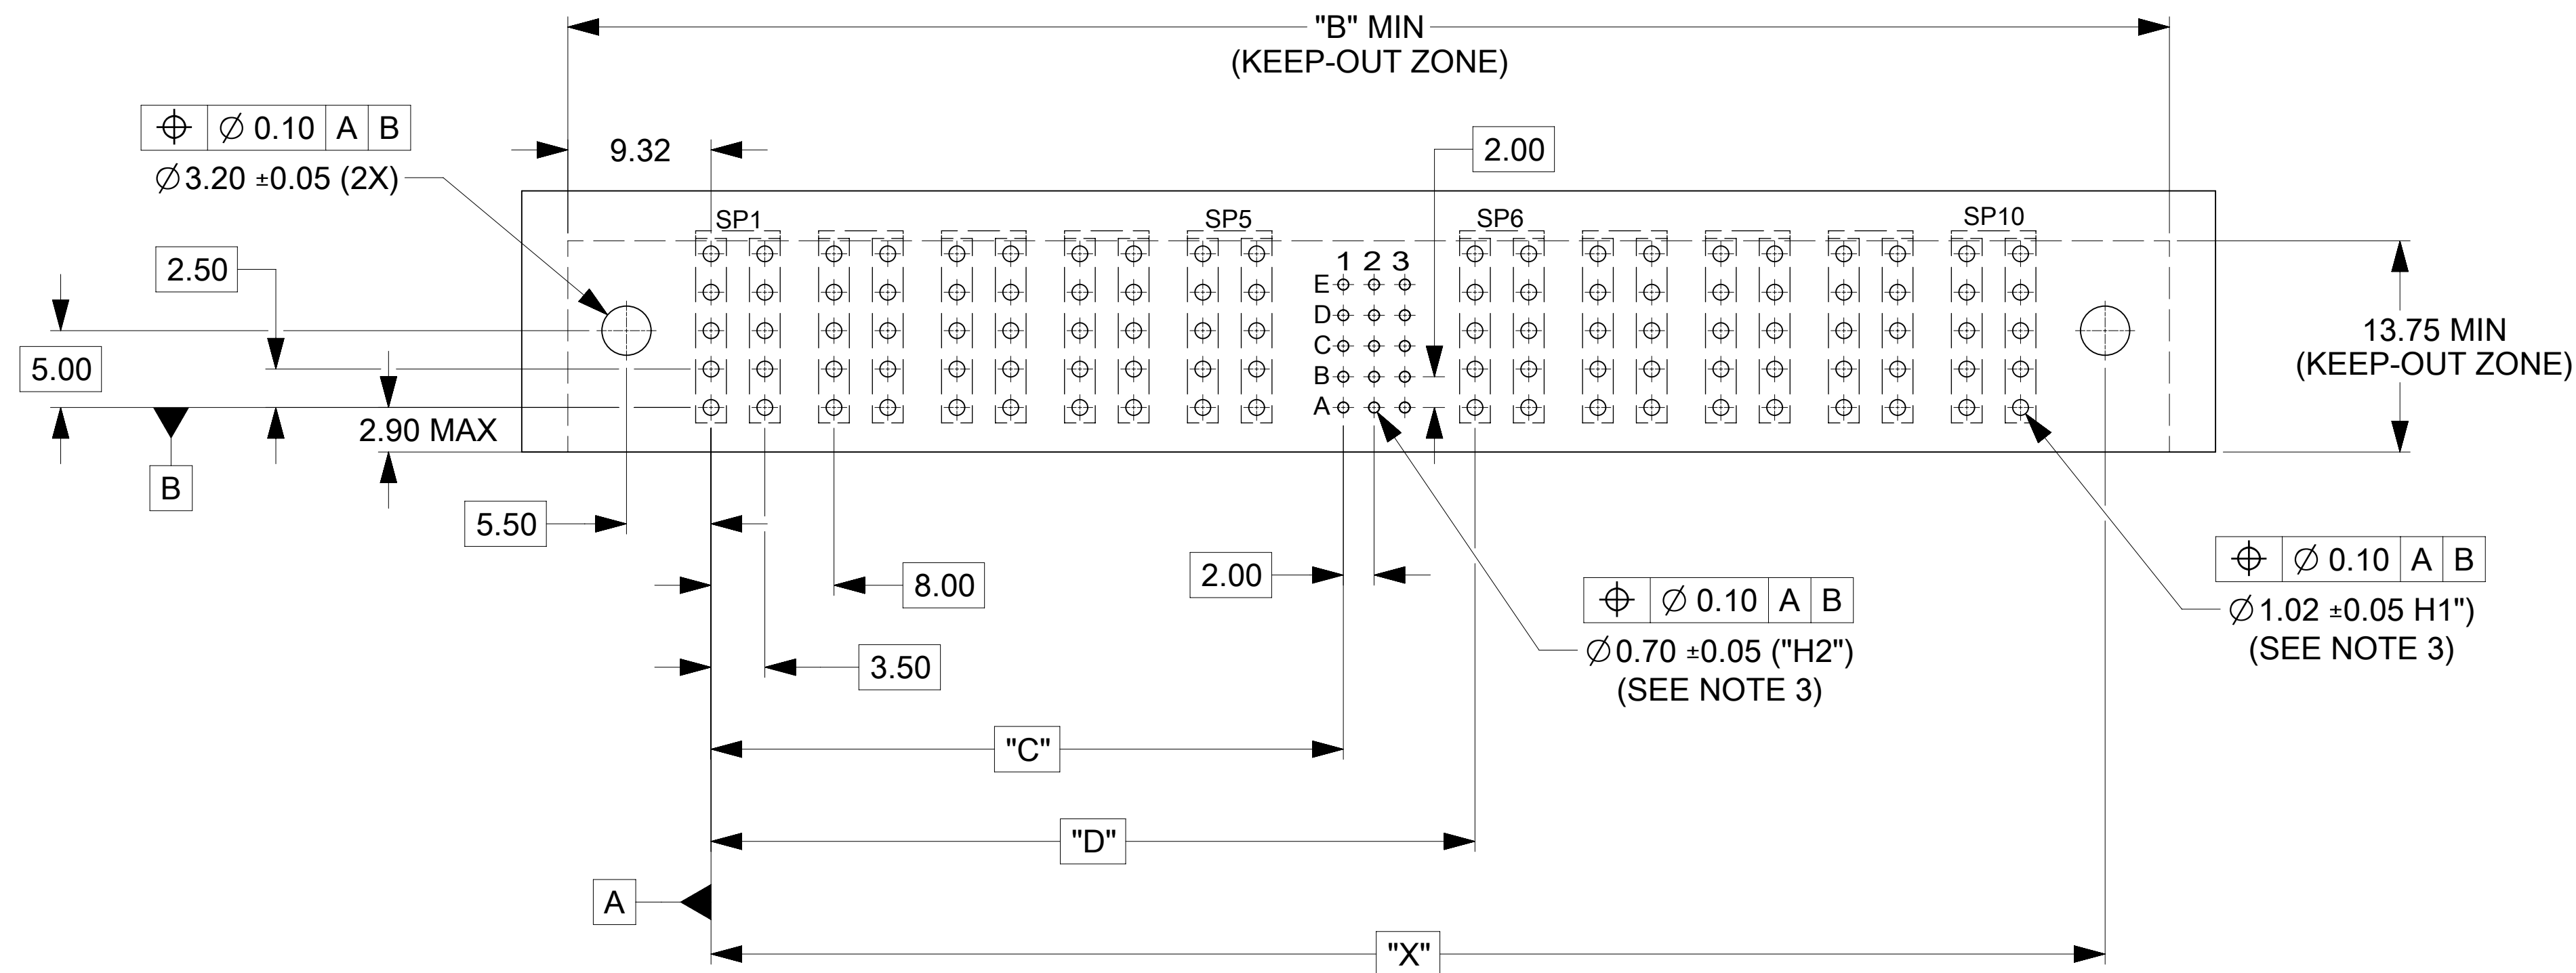 "B" MIN
(KEEP-OUT ZONE)
⌖ ∅ 0.10 A B
∅3.20 ±0.05 (2X)
9.32
2.00
SP1
SP5
SP6
SP10
2.50
1 2 3
E
D
C
B
A
5.00
2.90 MAX
B
13.75 MIN
(KEEP-OUT ZONE)
5.50
8.00
2.00
3.50
⌖ ∅ 0.10 A B
∅0.70 ±0.05 ("H2")
(SEE NOTE 3)
⌖ ∅ 0.10 A B
∅1.02 ±0.05 H1")
(SEE NOTE 3)
"C"
"D"
A
"X"